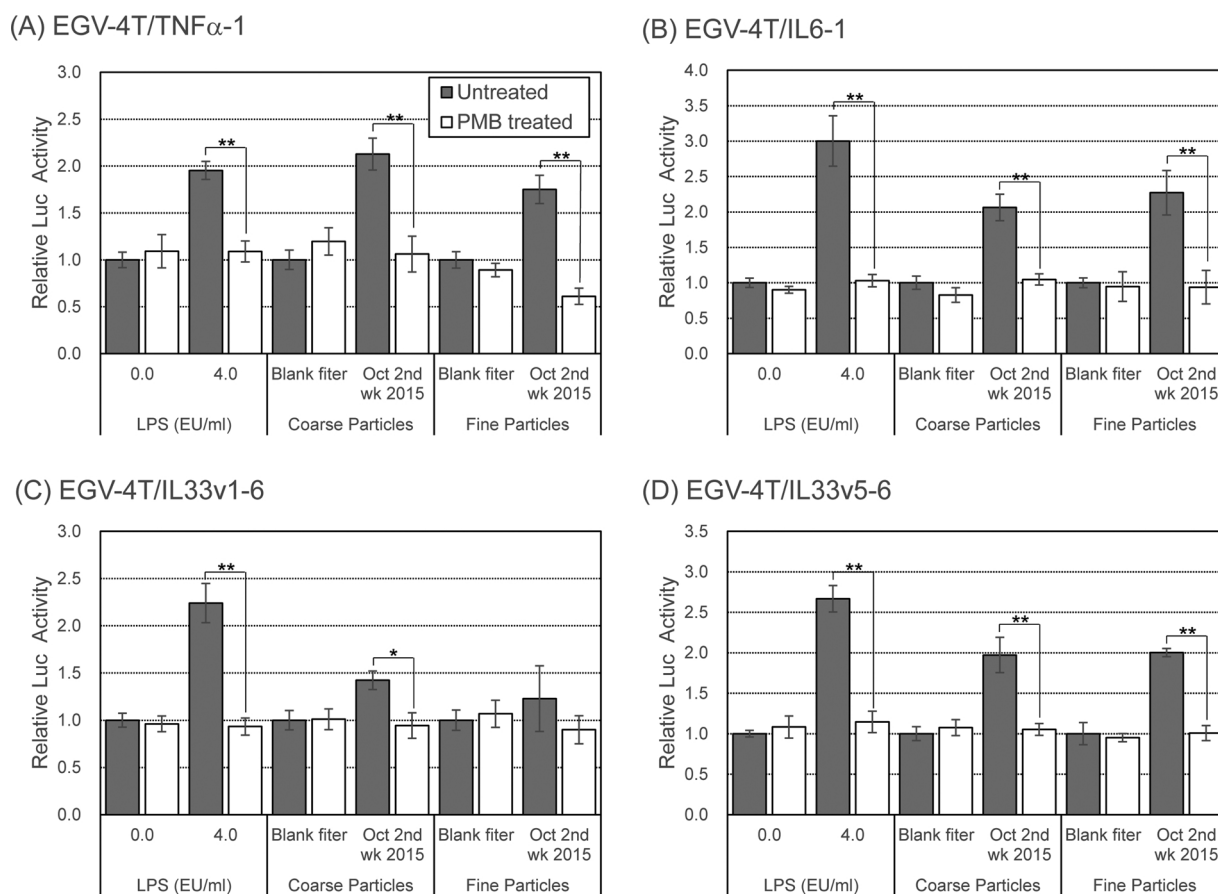 (A) EGV-4T/TNFα-1
Relative Luc Activity
3.0
2.5
2.0
1.5
1.0
0.5
0.0
Untreated
PMB treated
**
**
**
0.0
4.0
Blank fiter
Oct 2nd
wk 2015
Blank fiter
Oct 2nd
wk 2015
LPS (EU/ml)
Coarse Particles
Fine Particles
(B) EGV-4T/IL6-1
Relative Luc Activity
4.0
3.5
3.0
2.5
2.0
1.5
1.0
0.5
0.0
**
**
**
0.0
4.0
Blank fiter
Oct 2nd
wk 2015
Blank fiter
Oct 2nd
wk 2015
LPS (EU/ml)
Coarse Particles
Fine Particles
(C) EGV-4T/IL33v1-6
Relative Luc Activity
3.0
2.5
2.0
1.5
1.0
0.5
0.0
**
*
0.0
4.0
Blank fiter
Oct 2nd
wk 2015
Blank fiter
Oct 2nd
wk 2015
LPS (EU/ml)
Coarse Particles
Fine Particles
(D) EGV-4T/IL33v5-6
Relative Luc Activity
3.5
3.0
2.5
2.0
1.5
1.0
0.5
0.0
**
**
**
0.0
4.0
Blank fiter
Oct 2nd
wk 2015
Blank fiter
Oct 2nd
wk 2015
LPS (EU/ml)
Coarse Particles
Fine Particles